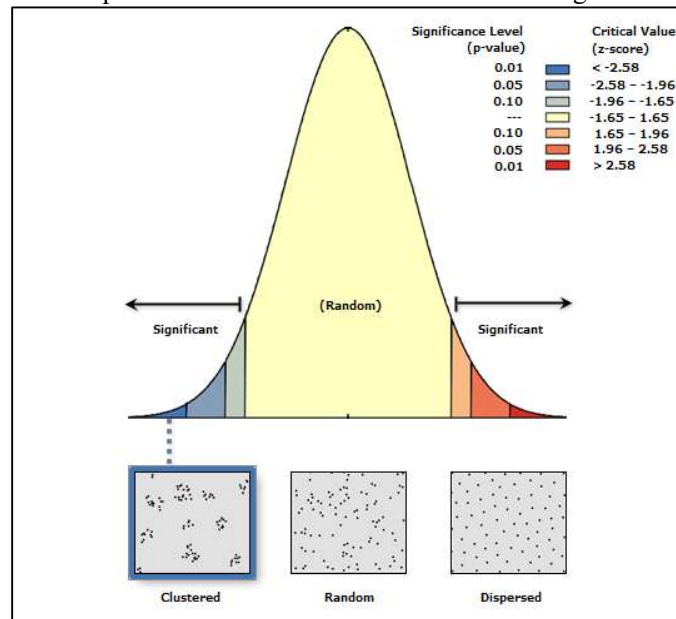 Significance Level Critical Value
(p-value) (z-score)
0.01 < -2.58
0.05 -2.58 – -1.96
0.10 -1.96 – -1.65
--- -1.65 – 1.65
0.10 1.65 – 1.96
0.05 1.96 – 2.58
0.01 > 2.58
(Random)
Significant Significant
Clustered Random Dispersed